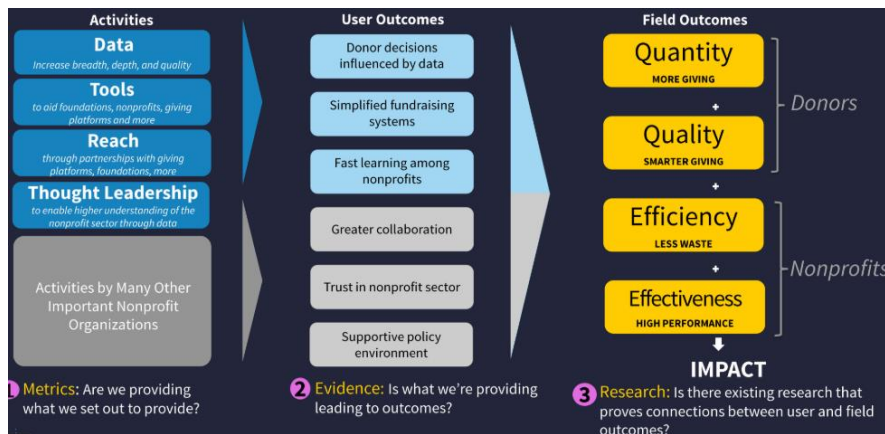 Activities
Data
Increase breadth, depth, and quality
Tools
to aid foundations, nonprofits, giving
platforms and more
Reach
through partnerships with giving
platforms, foundations, more
Thought Leadership
to enable higher understanding of the
nonprofit sector through data
Activities by Many Other
Important Nonprofit
Organizations
User Outcomes
Donor decisions
influenced by data
Simplified fundraising
systems
Fast learning among
nonprofits
Greater collaboration
Trust in nonprofit sector
Supportive policy
environment
Field Outcomes
Quantity
MORE GIVING
+
Quality
SMARTER GIVING
+
Efficiency
LESS WASTE
+
Effectiveness
HIGH PERFORMANCE
IMPACT
Donors
Nonprofits
1 Metrics: Are we providing
what we set out to provide?
2 Evidence: Is what we're providing
leading to outcomes?
3 Research: Is there existing research that
proves connections between user and field
outcomes?